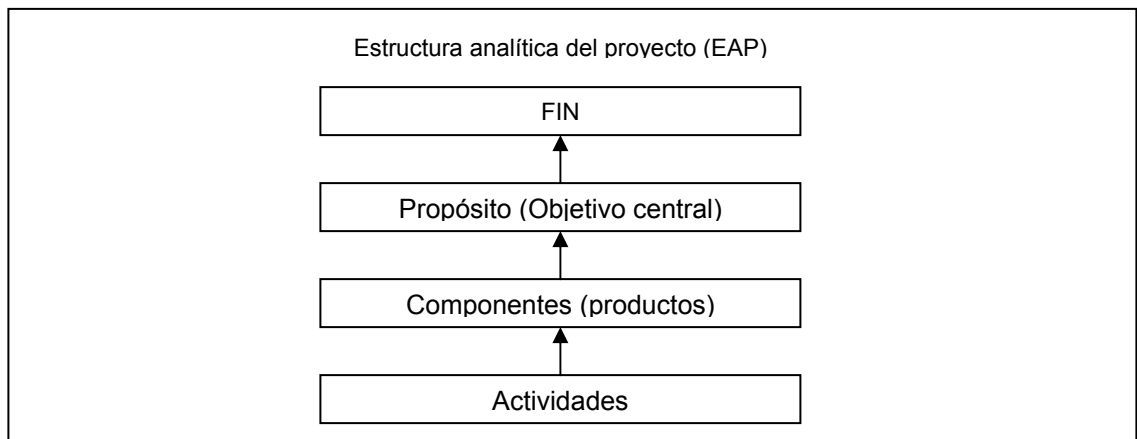 Estructura analítica del proyecto (EAP)
FIN
Propósito (Objetivo central)
Componentes (productos)
Actividades